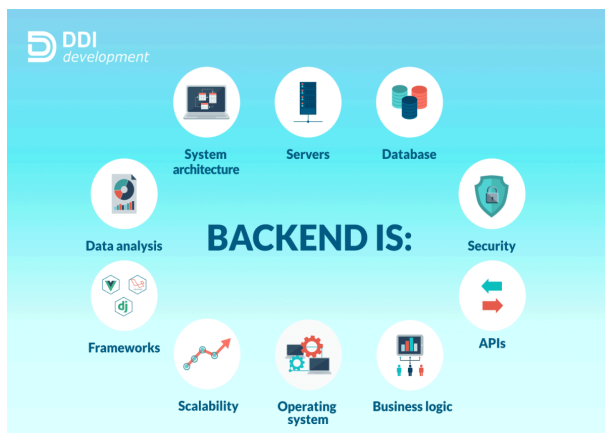 DDI
development
System
architecture
Servers
Database
Data analysis
BACKEND IS:
Security
dj
Frameworks
APIs
Scalability
Operating
system
Business logic